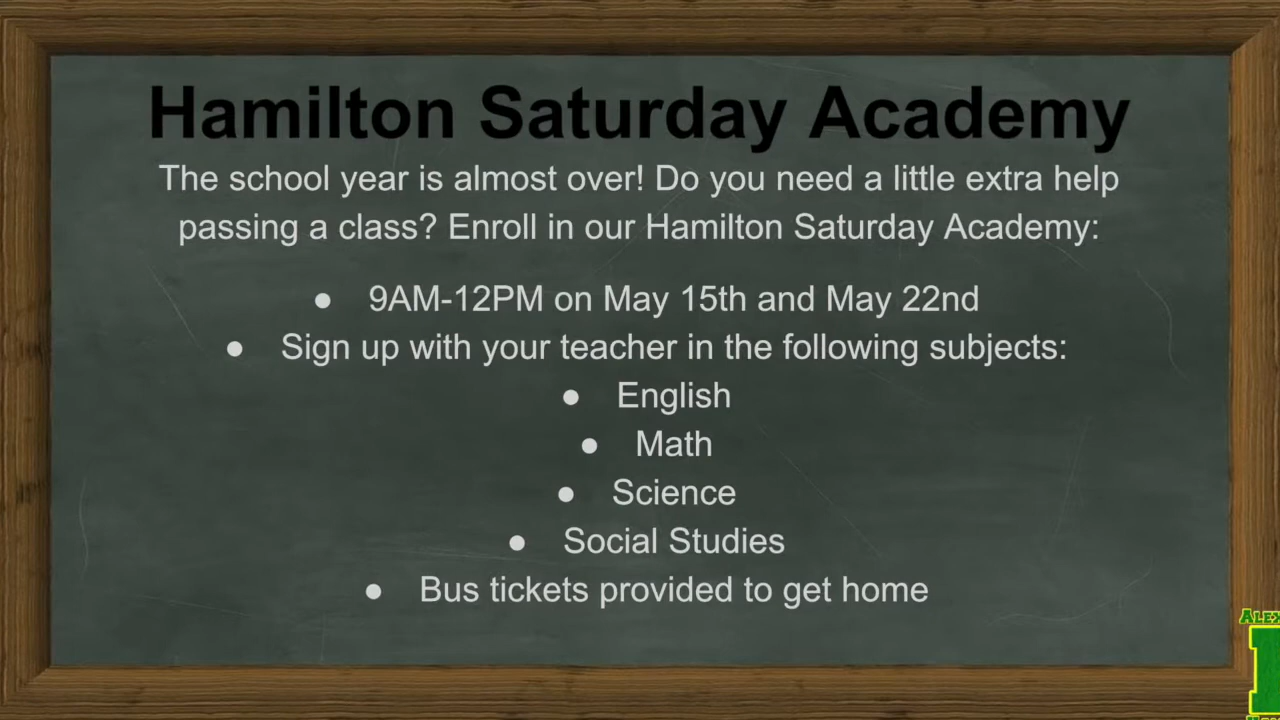 Hamilton Saturday Academy
The school year is almost over! Do you need a little extra help
passing a class? Enroll in our Hamilton Saturday Academy:
● 9AM-12PM on May 15th and May 22nd
● Sign up with your teacher in the following subjects:
● English
● Math
● Science
● Social Studies
● Bus tickets provided to get home